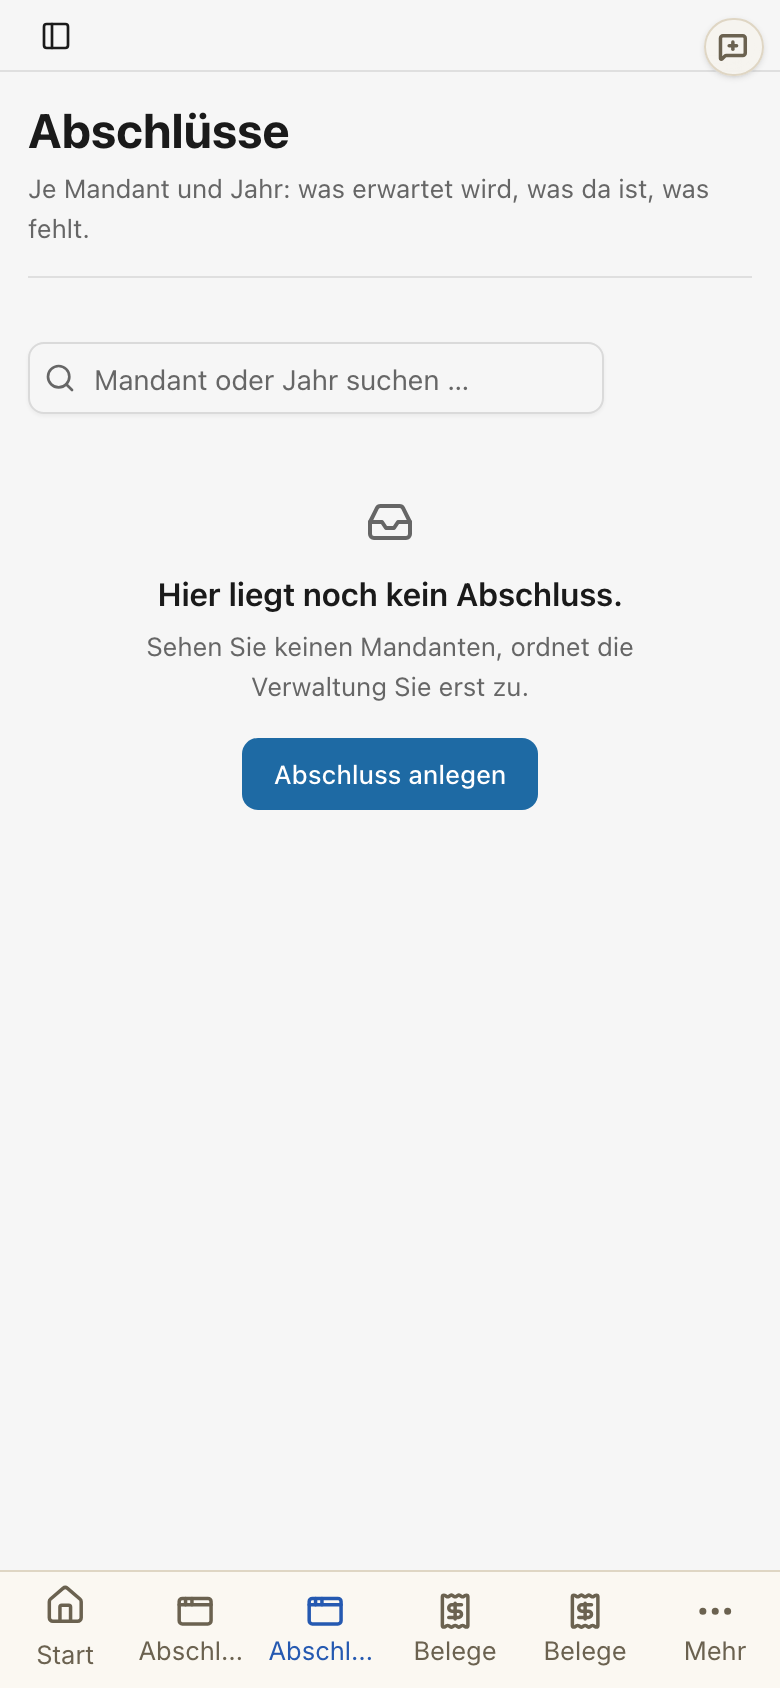 Abschlüsse
Je Mandant und Jahr: was erwartet wird, was da ist, was
fehlt.
Mandant oder Jahr suchen ...
Hier liegt noch kein Abschluss.
Sehen Sie keinen Mandanten, ordnet die
Verwaltung Sie erst zu.
Abschluss anlegen
Start
Abschl...
Abschl...
Belege
Belege
Mehr